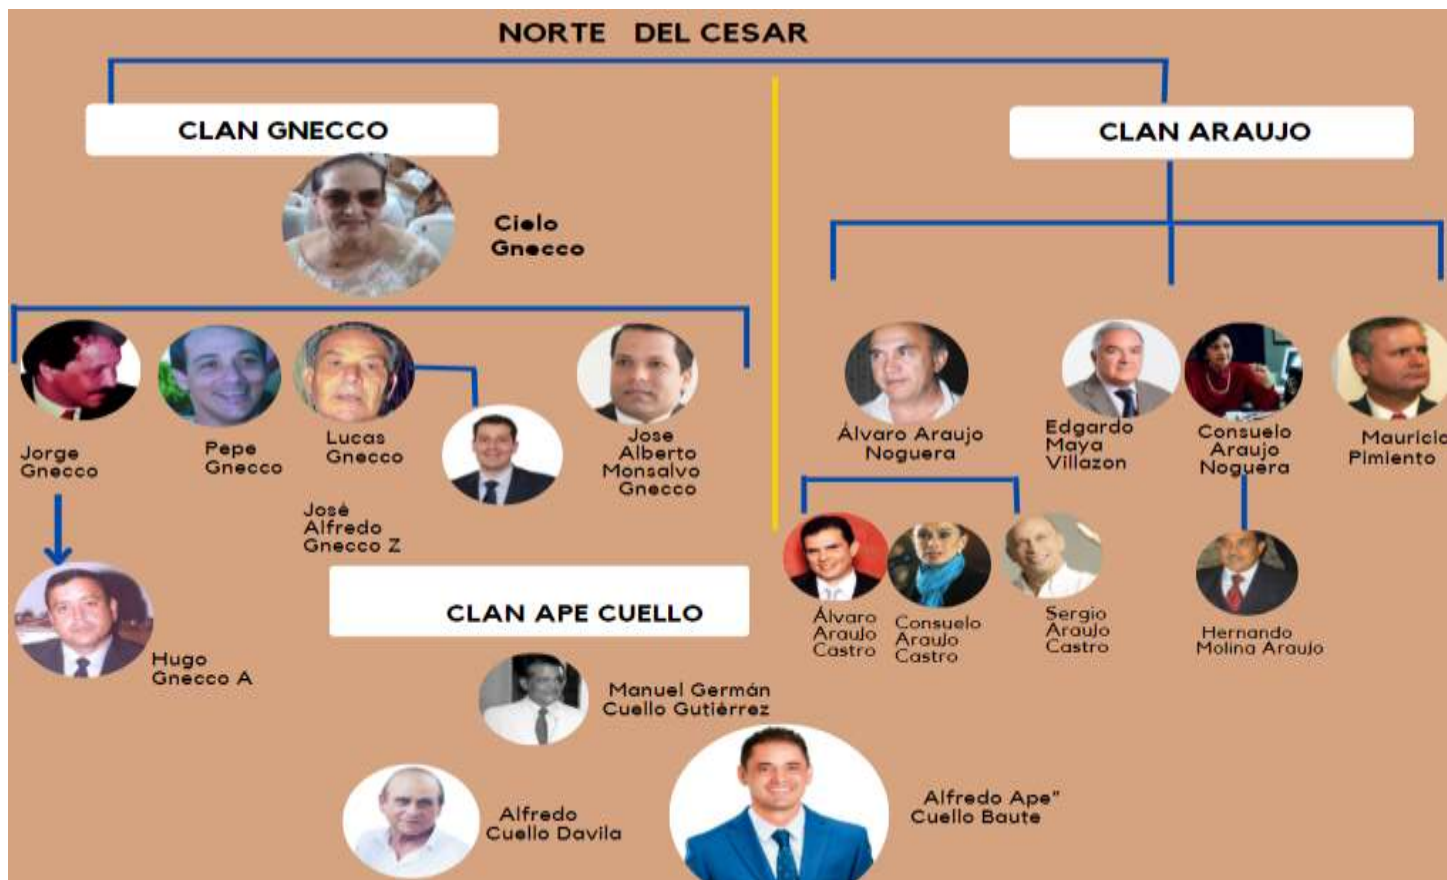 NORTE DEL CESAR
CLAN GNECCO
CLAN ARAUJO
Cielo
Gnecco
Jorge
Gnecco
Pepe
Gnecco
Lucas
Gnecco
José
Alfredo
Gnecco Z
Jose
Alberto
Monsalvo
Gnecco
Hugo
Gnecco A
Álvaro Araujo
Noguera
Edgardo
Maya
Villazon
Consuelo
Araujo
Noguera
Mauricio
Pimiento
Álvaro
Araujo
Castro
Consuelo
Araujo
Castro
Sergio
Araujo
Castro
Hernando
Molina Araujo
CLAN APE CUELLO
Manuel Germán
Cuello Gutiérrez
Alfredo
Cuello Davila
Alfredo Ape"
Cuello Baute